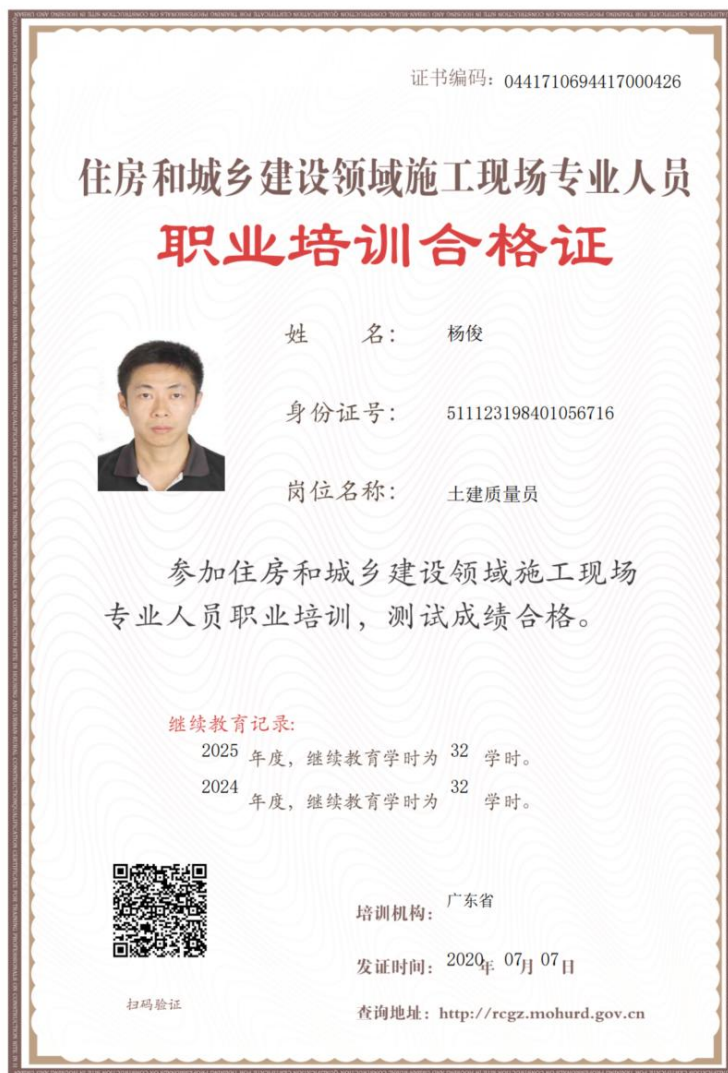 证书编码：0441710694417000426
住房和城乡建设领域施工现场专业人员
职业培训合格证
姓 名： 杨俊
身份证号： 511123198401056716
岗位名称： 土建质量员
参加住房和城乡建设领域施工现场
专业人员职业培训，测试成绩合格。
继续教育记录:
2025 年度，继续教育学时为 32 学时。
2024 年度，继续教育学时为 32 学时。
培训机构： 广东省
发证时间： 2020年 07月 07日
扫码验证
查询地址：http://rcgz.mohurd.gov.cn